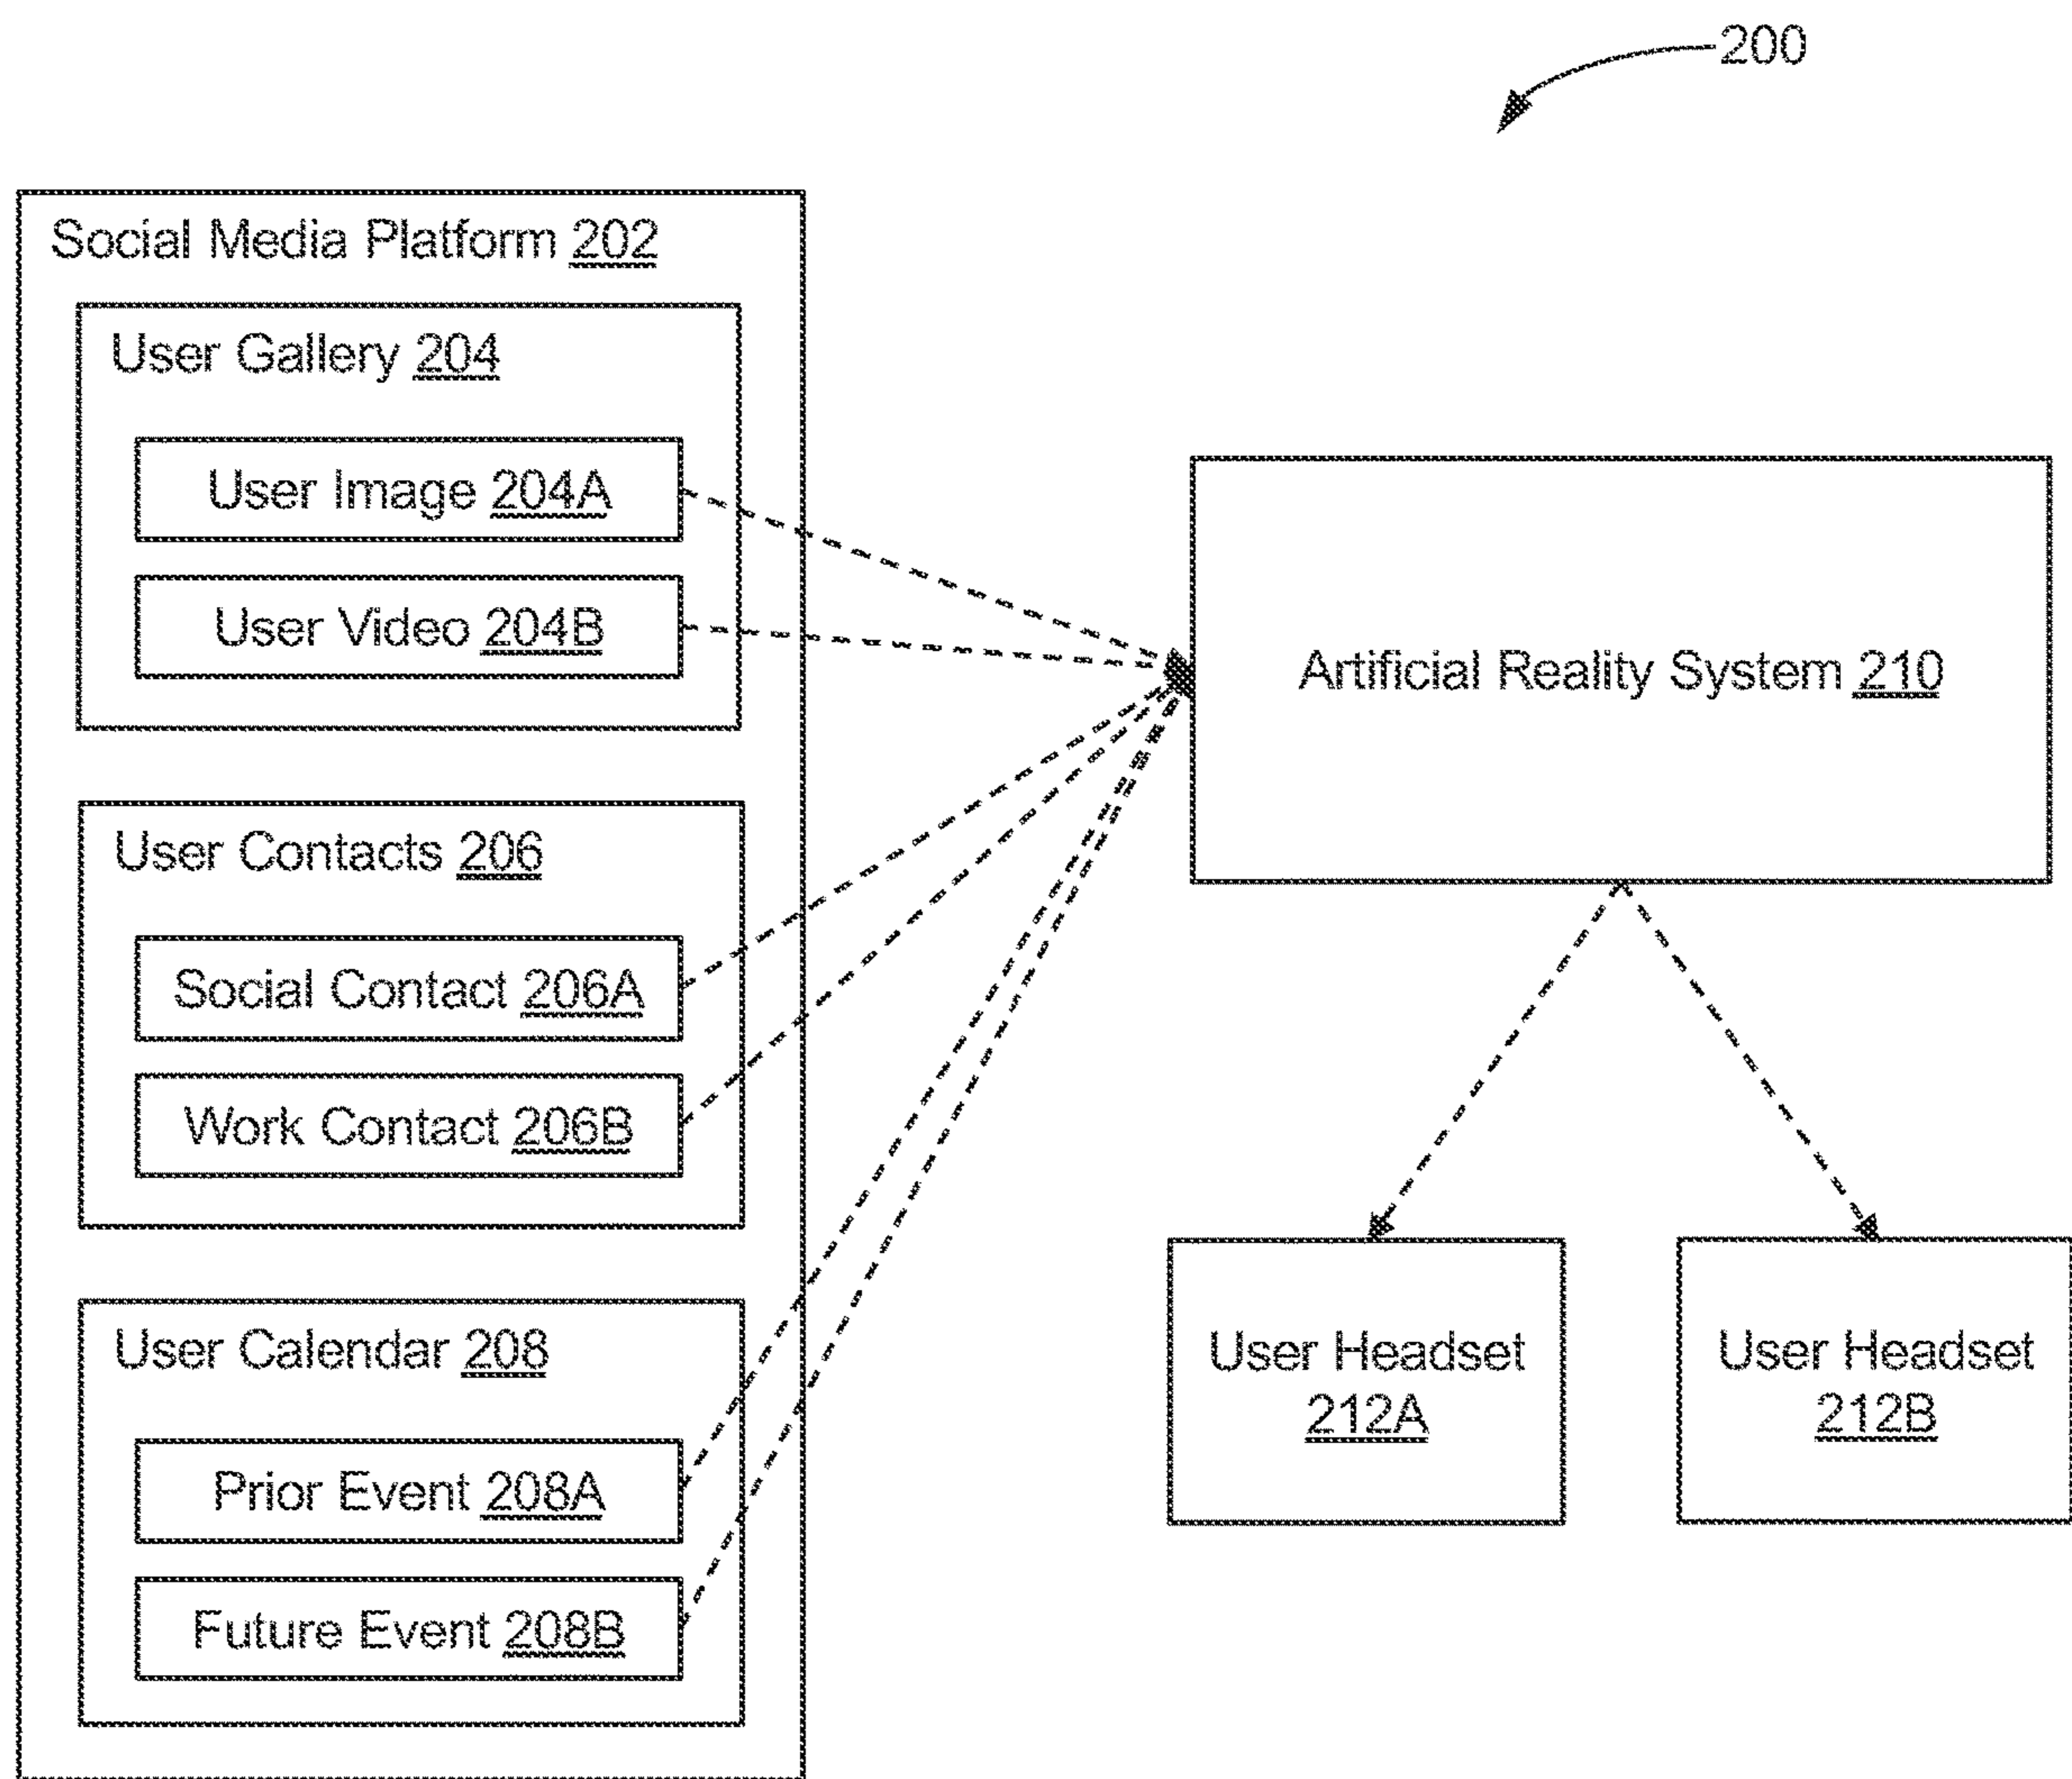 200
Social Media Platform 202
User Gallery 204
User Image 204A
User Video 204B
User Contacts 206
Social Contact 206A
Work Contact 206B
User Calendar 208
Prior Event 208A
Future Event 208B
Artificial Reality System 210
User Headset
212A
User Headset
212B